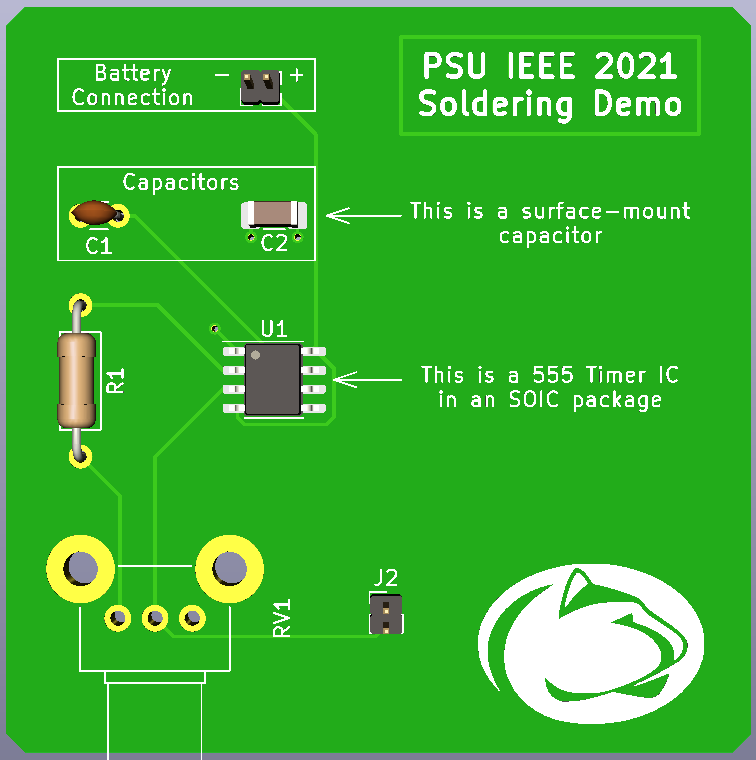 PSU IEEE 2021
Soldering Demo
Battery
Connection
− +
Capacitors
C1
C2
This is a surface-mount
capacitor
R1
U1
This is a 555 Timer IC
in an SOIC package
J2
RV1